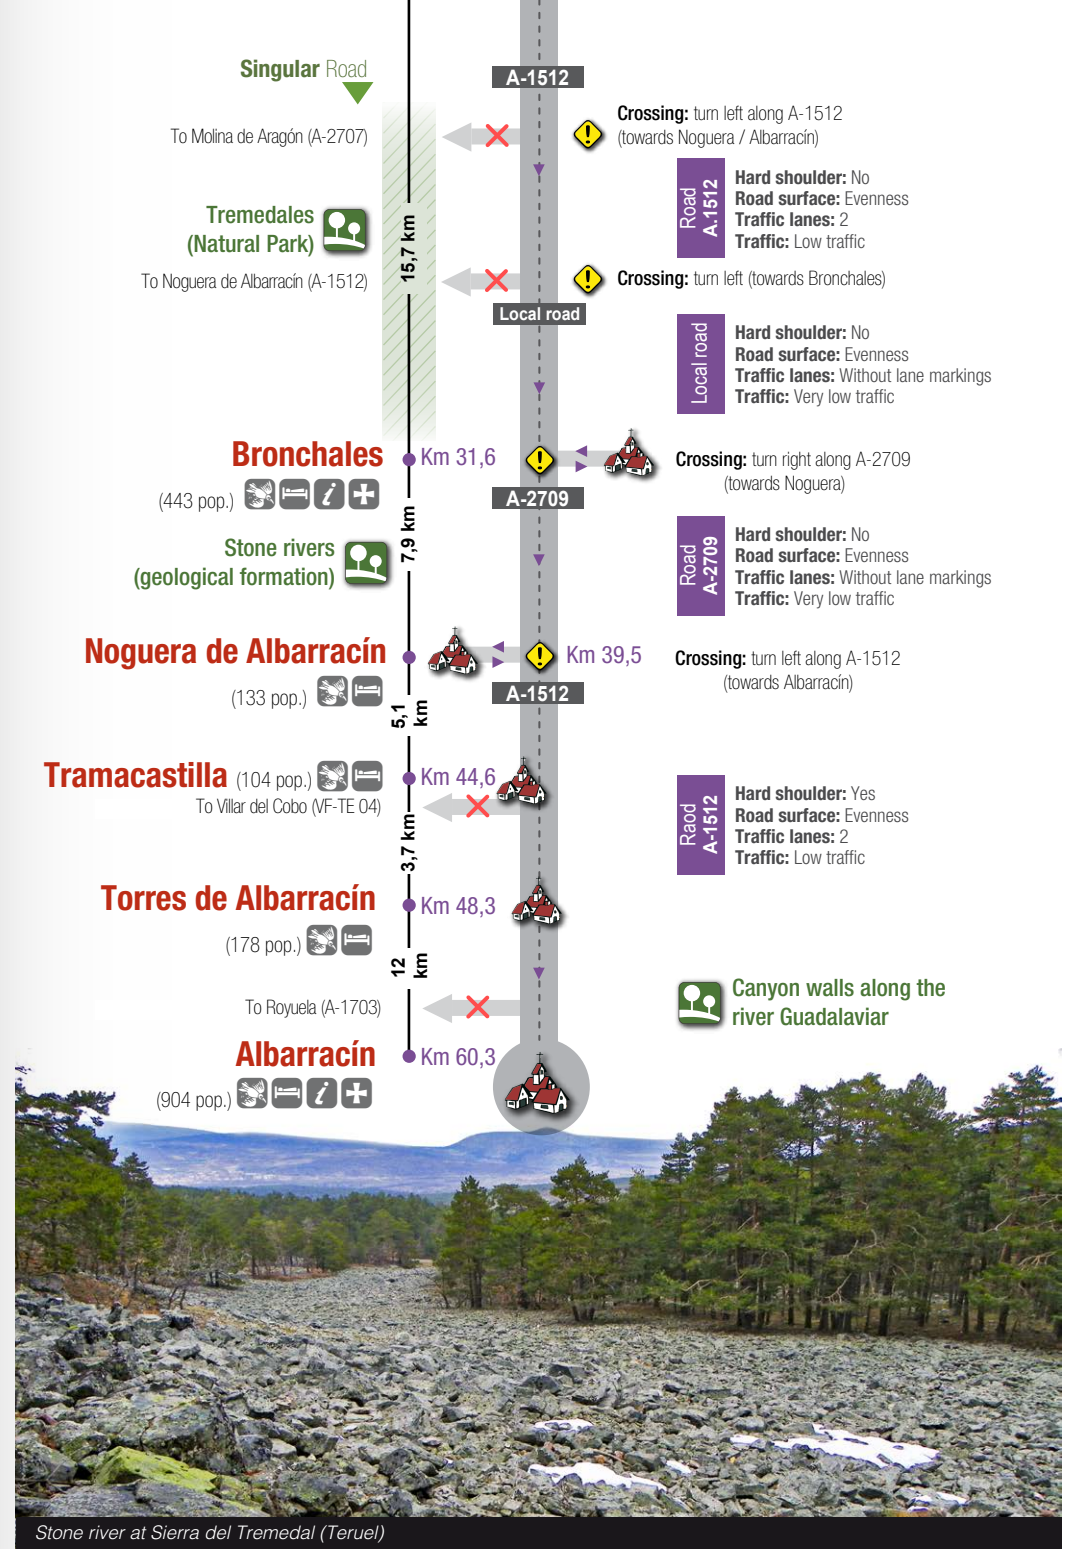 Singular Road
A-1512
Crossing: turn left along A-1512
(towards Noguera / Albarracín)
To Molina de Aragón (A-2707)
Road
A.1512
Hard shoulder: No
Road surface: Evenness
Traffic lanes: 2
Traffic: Low traffic
Tremedales
(Natural Park)
15,7 km
To Noguera de Albarracín (A-1512)
Crossing: turn left (towards Bronchales)
Local road
Local road
Hard shoulder: No
Road surface: Evenness
Traffic lanes: Without lane markings
Traffic: Very low traffic
Bronchales
Km 31,6
(443 pop.)
Crossing: turn right along A-2709
(towards Noguera)
A-2709
7,9 km
Stone rivers
(geological formation)
Road
A-2709
Hard shoulder: No
Road surface: Evenness
Traffic lanes: Without lane markings
Traffic: Very low traffic
Noguera de Albarracín
Km 39,5
(133 pop.)
Crossing: turn left along A-1512
(towards Albarracín)
A-1512
5,1
km
Tramacastilla (104 pop.)
Km 44,6
To Villar del Cobo (VF-TE 04)
Raod
A-1512
Hard shoulder: Yes
Road surface: Evenness
Traffic lanes: 2
Traffic: Low traffic
3,7 km
Torres de Albarracín
Km 48,3
(178 pop.)
12
km
To Royuela (A-1703)
Canyon walls along the
river Guadalaviar
Albarracín
Km 60,3
(904 pop.)
Stone river at Sierra del Tremedal (Teruel)